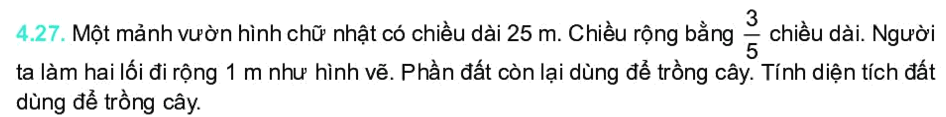 4.27. Một mảnh vườn hình chữ nhật có chiều dài 25 m. Chiều rộng bằng 3/5 chiều dài. Người
ta làm hai lối đi rộng 1 m như hình vẽ. Phần đất còn lại dùng để trồng cây. Tính diện tích đất
dùng để trồng cây.